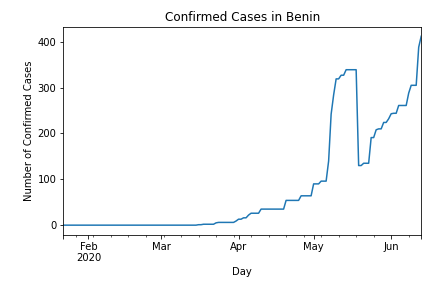 Confirmed Cases in Benin
Number of Confirmed Cases
400
300
200
100
0
Feb Mar Apr May Jun
2020
Day